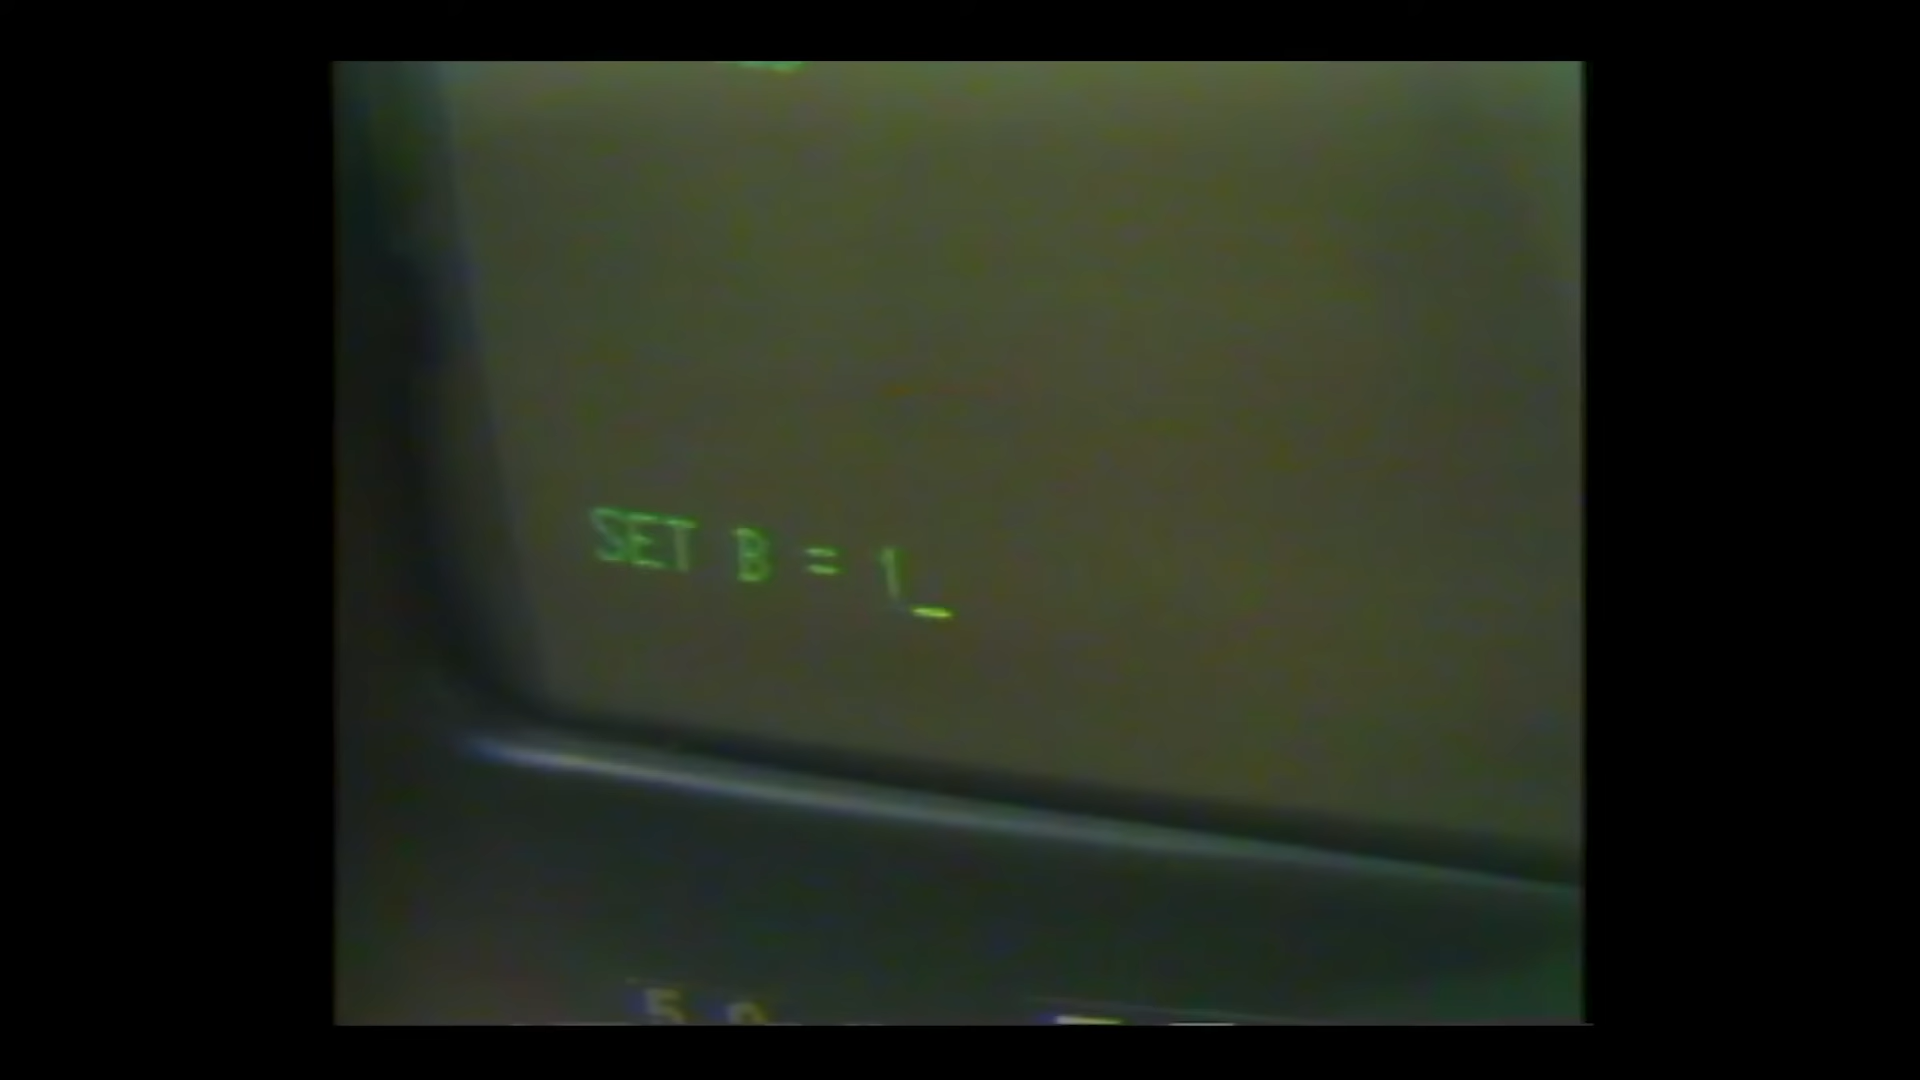 SET B = 1_